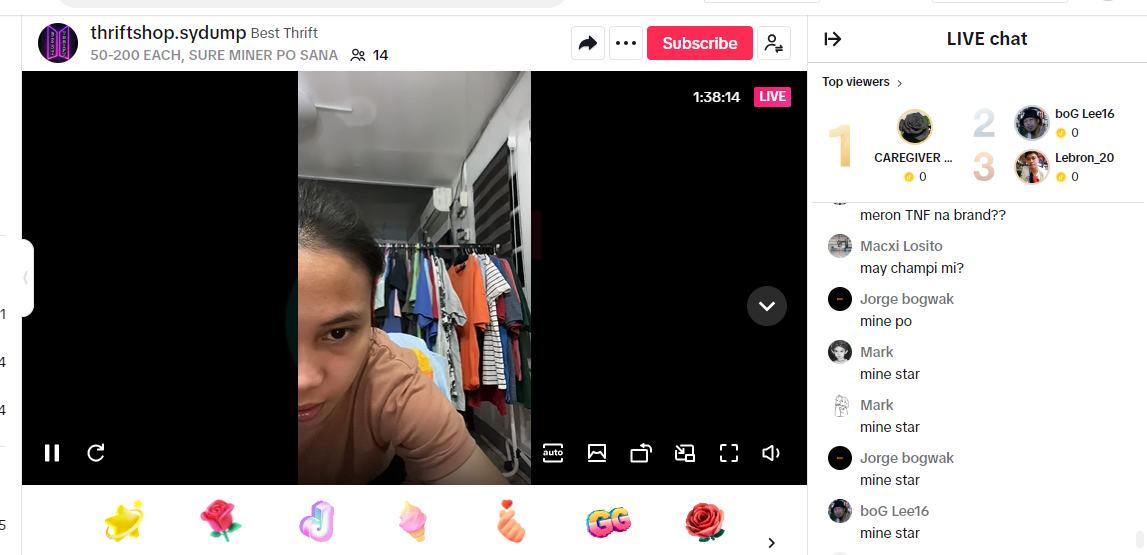 thriftshop.sydump Best Thrift
50-200 EACH, SURE MINER PO SANA 14
Subscribe
LIVE chat
1:38:14 LIVE
Top viewers
1
CAREGIVER ...
0
2
boG Lee16
0
3
Lebron_20
0
meron TNF na brand??
Macxi Losito
may champi mi?
Jorge bogwak
mine po
Mark
mine star
Mark
mine star
Jorge bogwak
mine star
boG Lee16
mine star
auto
GG
1
4
4
5